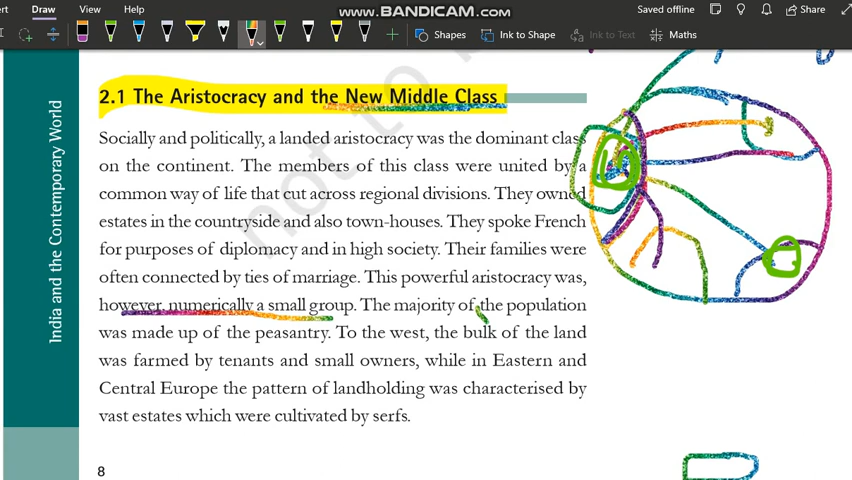 WWW.BANDICAM.COM
File
Draw
View
Help
Saved offline
Share
Shapes
Ink to Shape
Ink to Text
Maths
2.1 The Aristocracy and the New Middle Class
Socially and politically, a landed aristocracy was the dominant class
on the continent. The members of this class were united by a
common way of life that cut across regional divisions. They owned
estates in the countryside and also town-houses. They spoke French
for purposes of diplomacy and in high society. Their families were
often connected by ties of marriage. This powerful aristocracy was,
however, numerically a small group. The majority of the population
was made up of the peasantry. To the west, the bulk of the land
was farmed by tenants and small owners, while in Eastern and
Central Europe the pattern of landholding was characterised by
vast estates which were cultivated by serfs.
India and the Contemporary World
8
not to